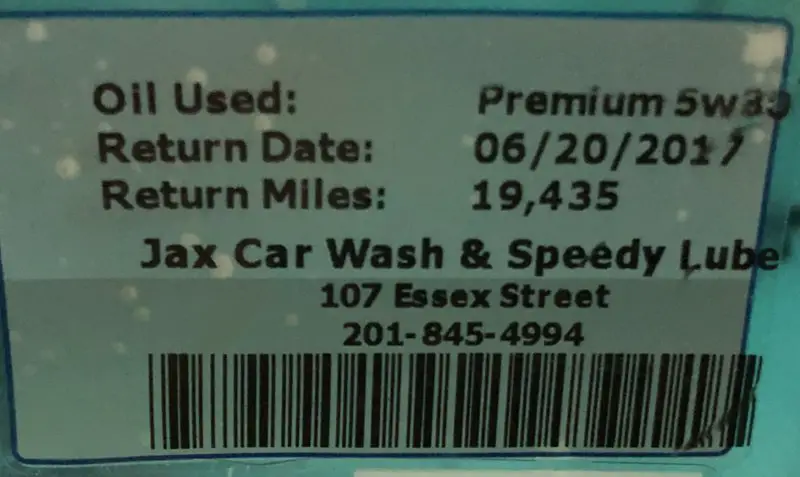 Oil Used: Premium 5w30
Return Date: 06/20/2017
Return Miles: 19,435
Jax Car Wash & Speedy Lube
107 Essex Street
201-845-4994